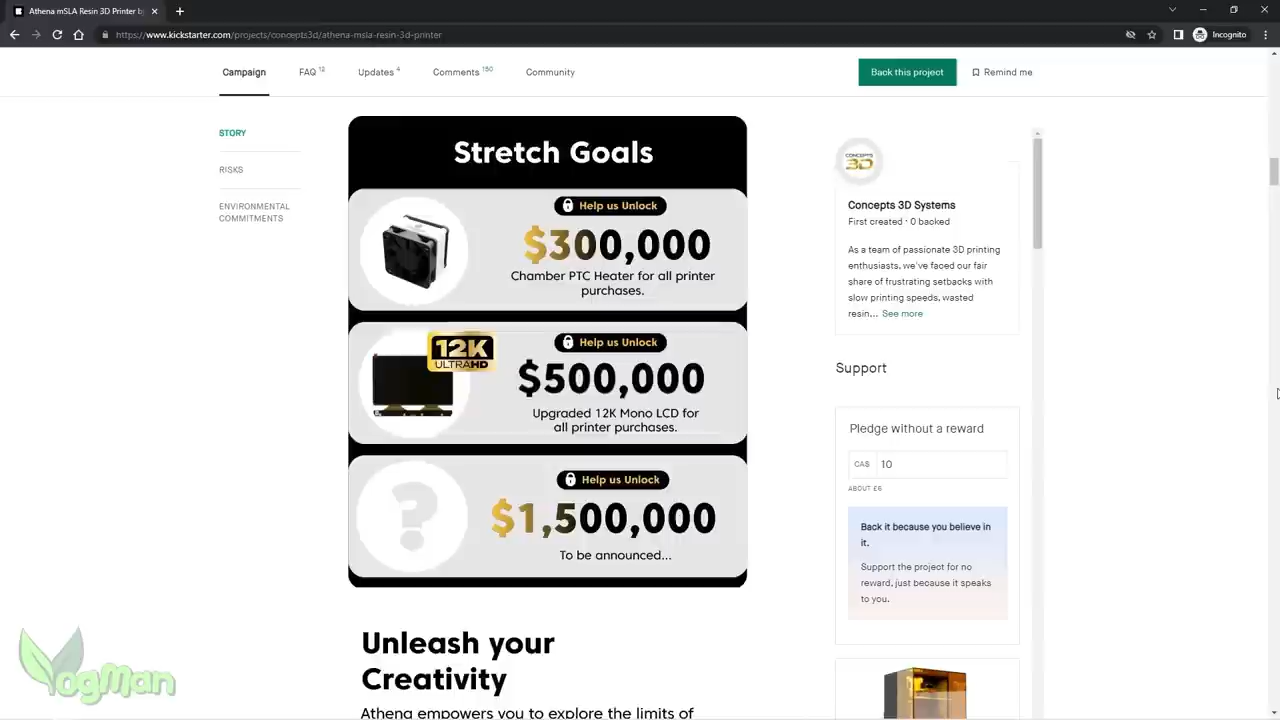 Athena mSLA Resin 3D Printer b
https://www.kickstarter.com/projects/concepts3d/athena-msla-resin-3d-printer
Incognito
Campaign
FAQ 12
Updates 4
Comments 150
Community
Back this project
Remind me
STORY
RISKS
ENVIRONMENTAL
COMMITMENTS
Stretch Goals
Help us Unlock
$300,000
Chamber PTC Heater for all printer
purchases.
12K
ULTRAHD
Help us Unlock
$500,000
Upgraded 12K Mono LCD for
all printer purchases.
?
Help us Unlock
$1,500,000
To be announced...
Unleash your
Creativity
Athena empowers you to explore the limits of
CONCEPTS
3D
Concepts 3D Systems
First created · 0 backed
As a team of passionate 3D printing
enthusiasts, we've faced our fair
share of frustrating setbacks with
slow printing speeds, wasted
resin... See more
Support
Pledge without a reward
CA$ 10
ABOUT £6
Back it because you believe in
it.
Support the project for no
reward, just because it speaks
to you.
YogMan